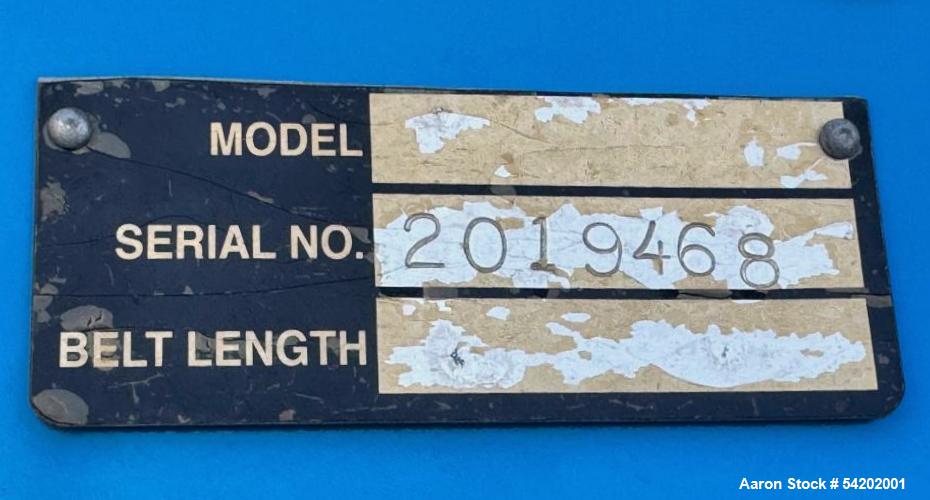 MODEL
SERIAL NO. 2019468
BELT LENGTH
Aaron Stock # 54202001